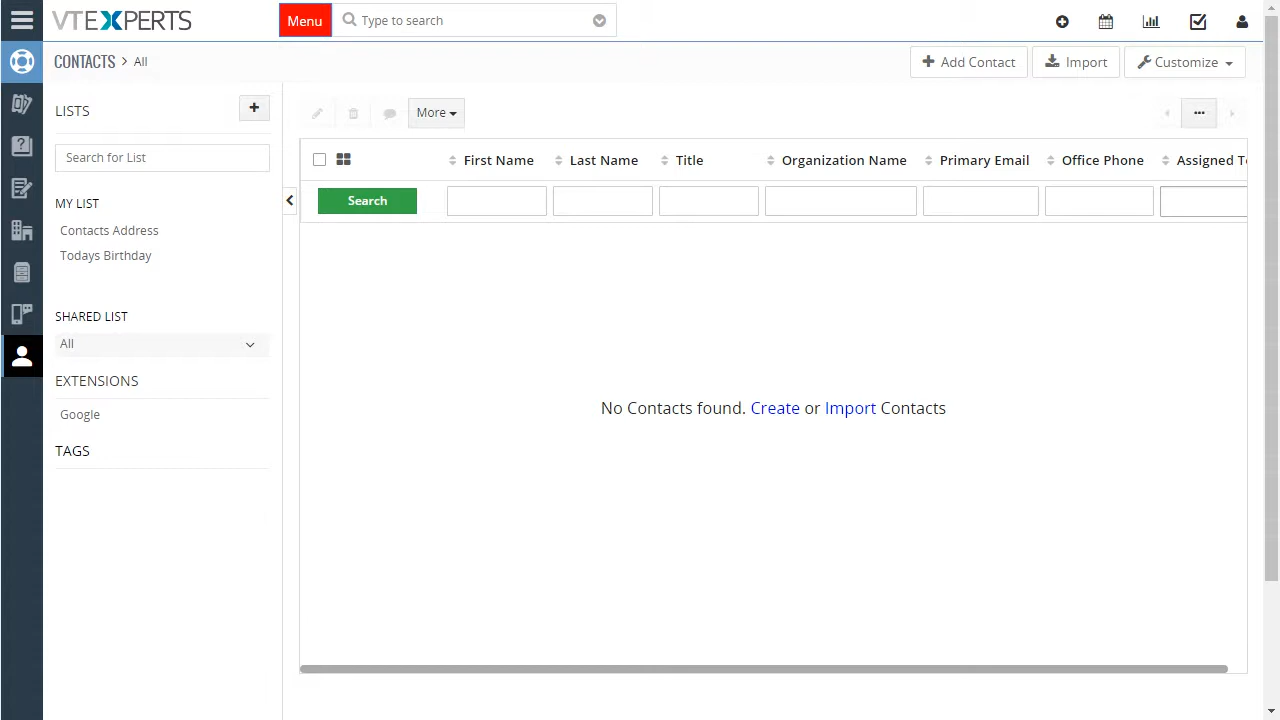 VTEXPERTS
Menu
Type to search
CONTACTS > All
Add Contact
Import
Customize
LISTS
Search for List
MY LIST
Contacts Address
Todays Birthday
SHARED LIST
All
EXTENSIONS
Google
TAGS
More
First Name
Last Name
Title
Organization Name
Primary Email
Office Phone
Assigned T
Search
No Contacts found. Create or Import Contacts